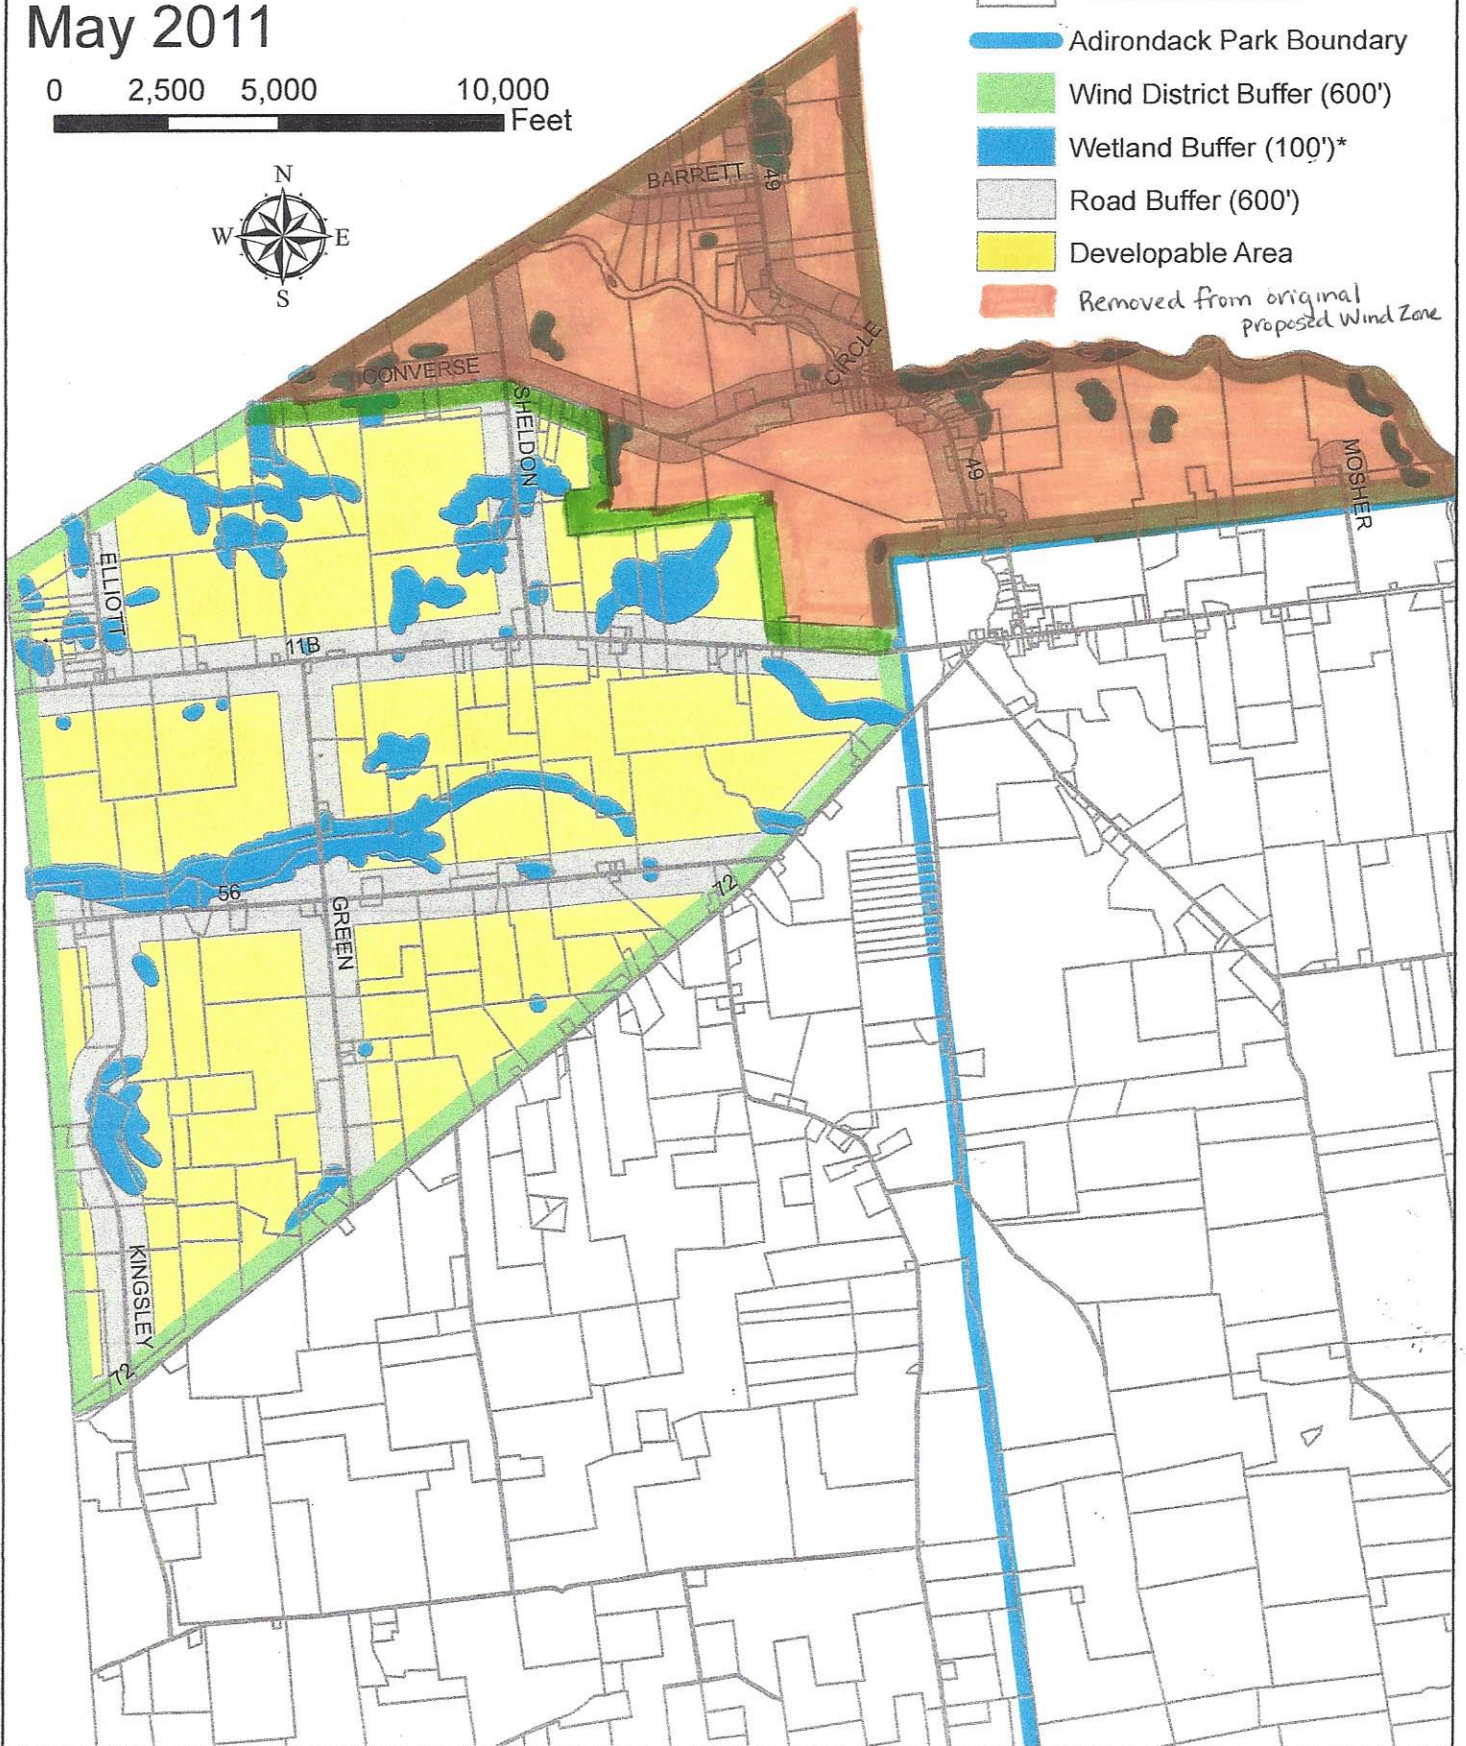 May 2011
0 2,500 5,000 10,000
Feet
N
W E
S
Adirondack Park Boundary
Wind District Buffer (600')
Wetland Buffer (100')*
Road Buffer (600')
Developable Area
Removed from original
proposed Wind Zone
BARRETT
49
CIRCLE
CONVERSE
SHELDON
49
MOSHER
ELLIOTT
11B
56
72
GREEN
KINGSLEY
72